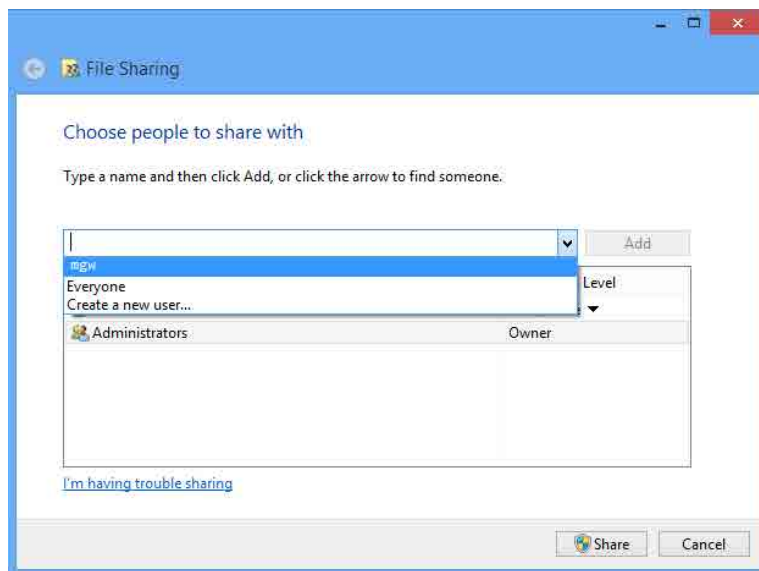 File Sharing
Choose people to share with
Type a name and then click Add, or click the arrow to find someone.
Add
mgw
Everyone
Level
Create a new user...
Administrators Owner
I'm having trouble sharing
Share Cancel